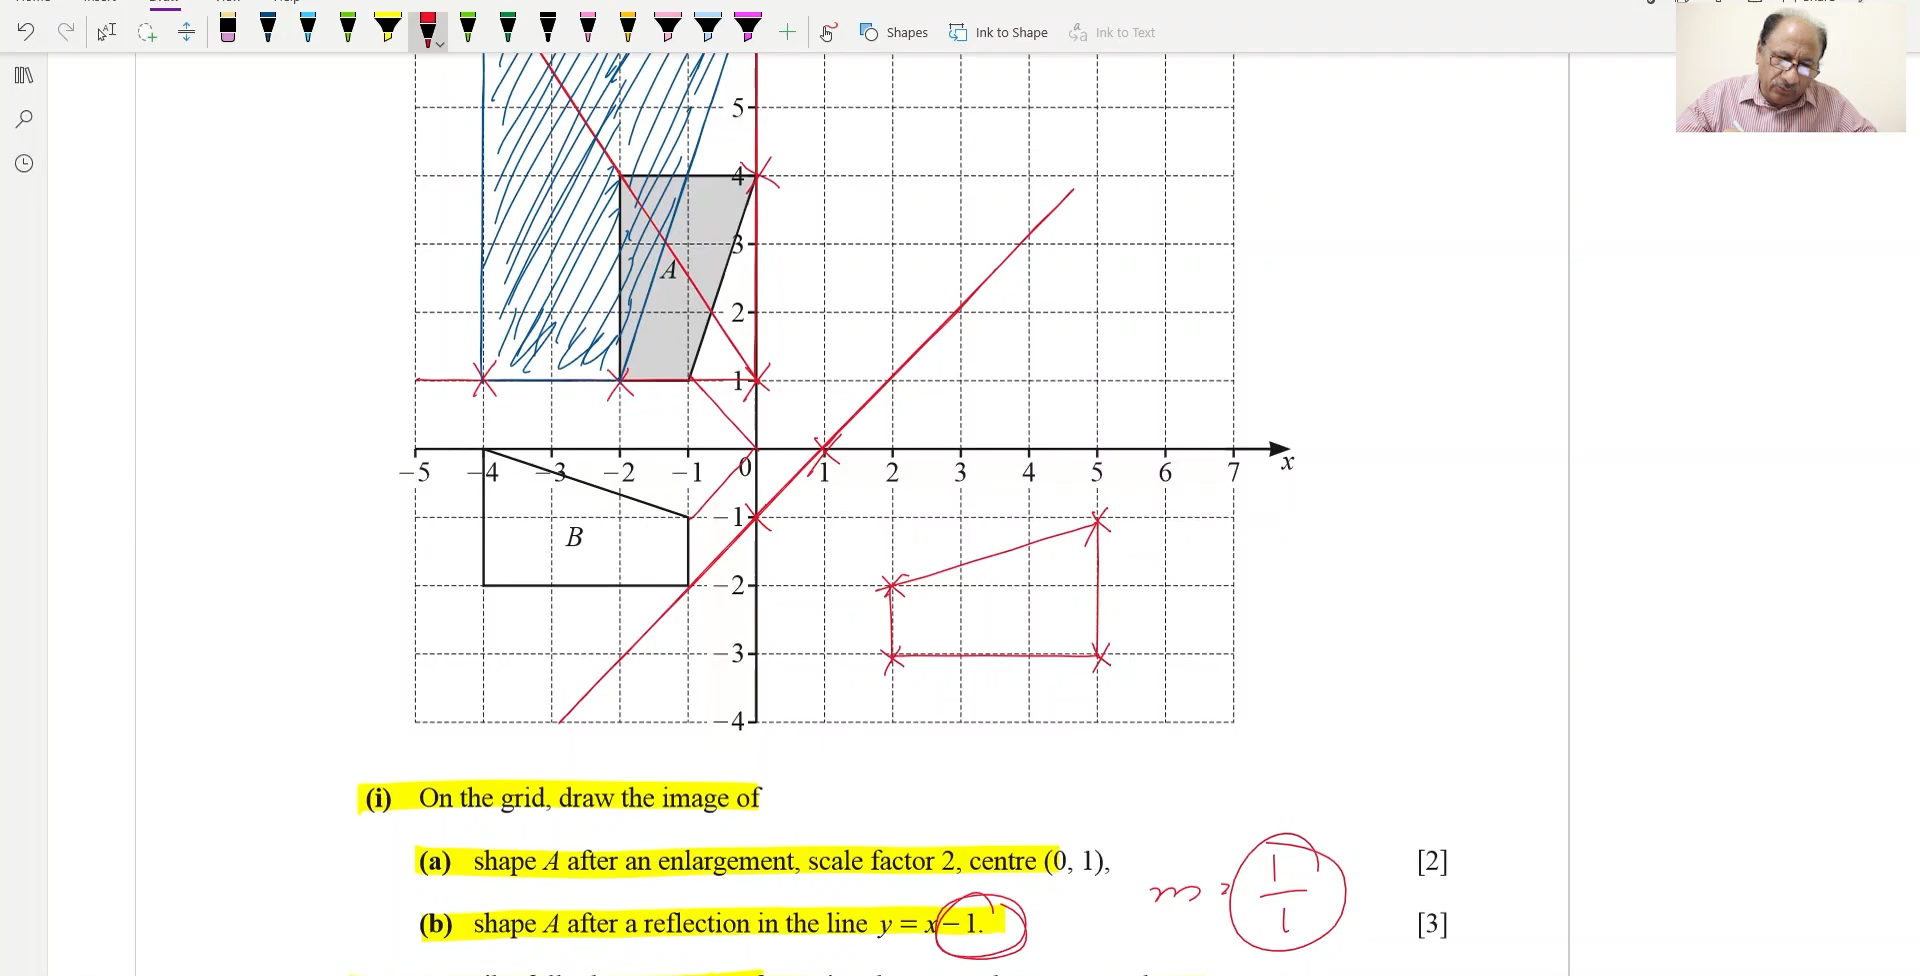 Shapes Ink to Shape Ink to Text
5
4
3
A
2
1
-5 -4 -3 -2 -1 0 1 2 3 4 5 6 7 x
-1
B
-2
-3
-4
(i) On the grid, draw the image of
(a) shape A after an enlargement, scale factor 2, centre (0, 1), [2]
m = 1/1
(b) shape A after a reflection in the line y = x - 1. [3]